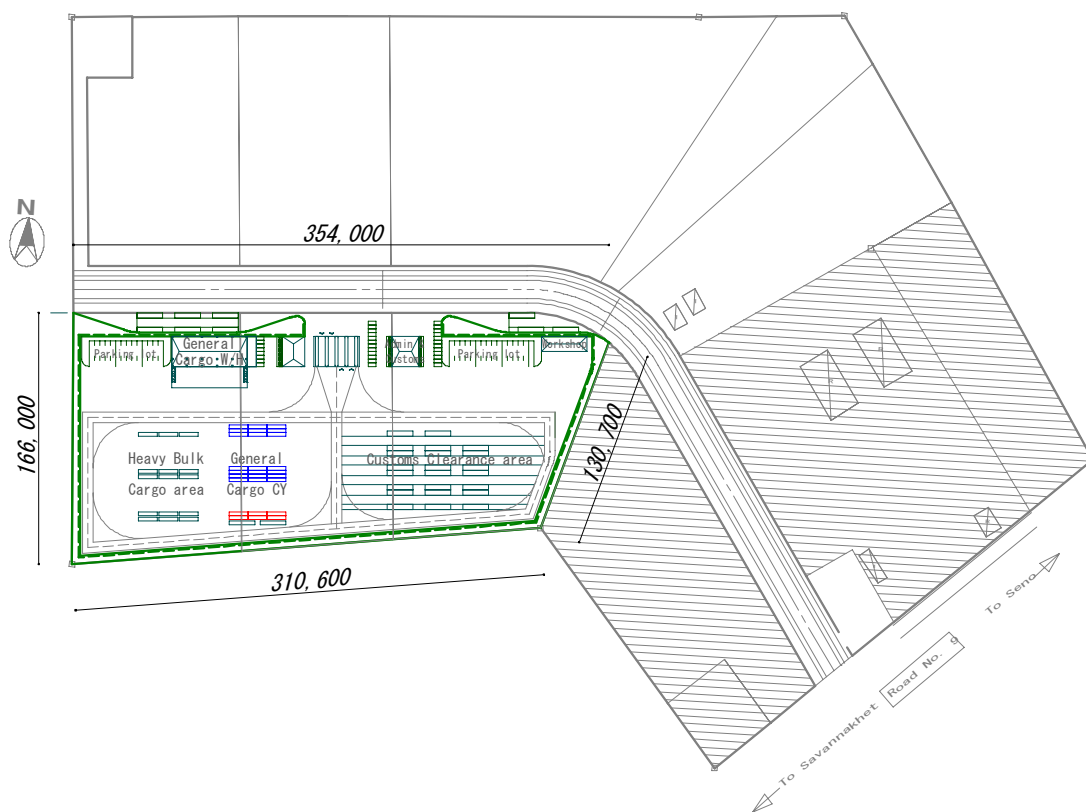 N
354,000
General
Cargo W/H
Parking lot
Admin
Custom
Parking lot
Workshop
166,000
130,700
Heavy Bulk
Cargo area
General
Cargo CY
Customs Clearance area
310,600
To Seno
Road No. 9
To Savannakhet